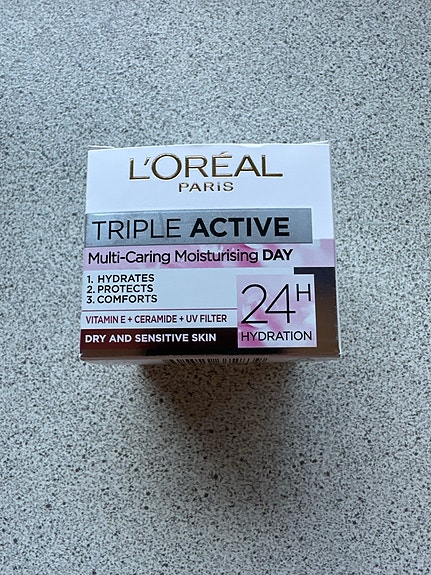 L'ORÉAL
PARIS
TRIPLE ACTIVE
Multi-Caring Moisturising DAY
1. HYDRATES
2. PROTECTS
3. COMFORTS
VITAMIN E + CERAMIDE + UV FILTER
DRY AND SENSITIVE SKIN
24H
HYDRATION